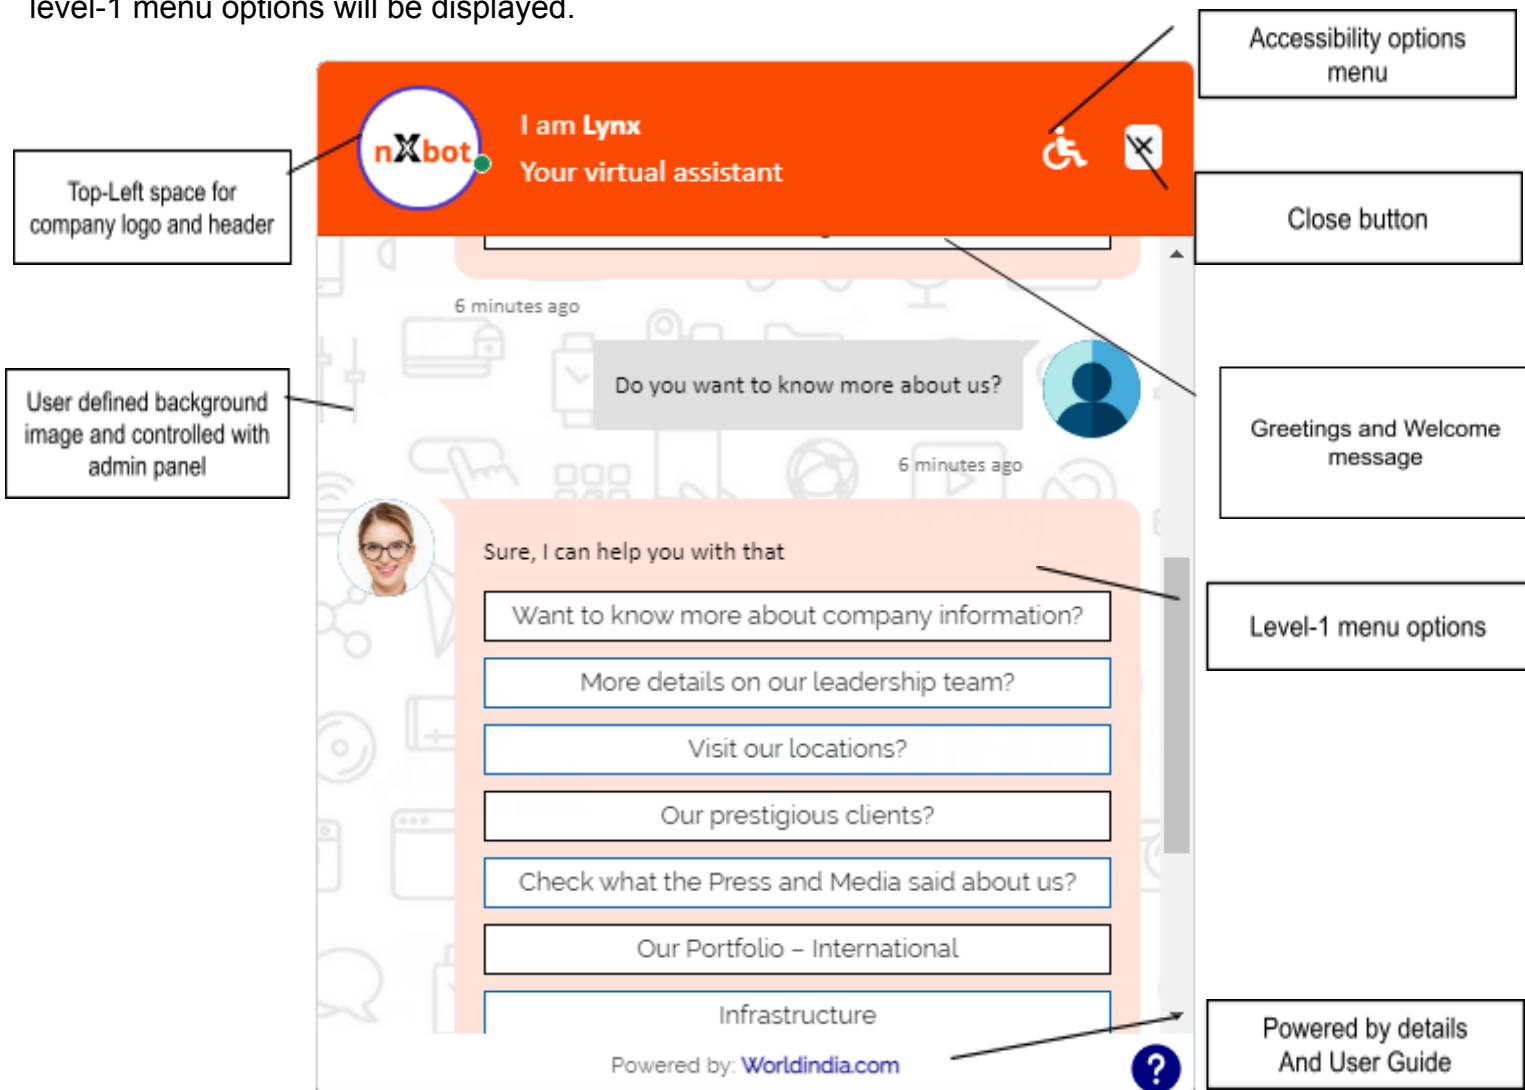 level-1 menu options will be displayed.
Accessibility options
menu
nXbot
I am Lynx
Your virtual assistant
Top-Left space for
company logo and header
Close button
6 minutes ago
Do you want to know more about us?
6 minutes ago
User defined background
image and controlled with
admin panel
Greetings and Welcome
message
Sure, I can help you with that
Want to know more about company information?
Level-1 menu options
More details on our leadership team?
Visit our locations?
Our prestigious clients?
Check what the Press and Media said about us?
Our Portfolio – International
Infrastructure
Powered by: Worldindia.com
?
Powered by details
And User Guide